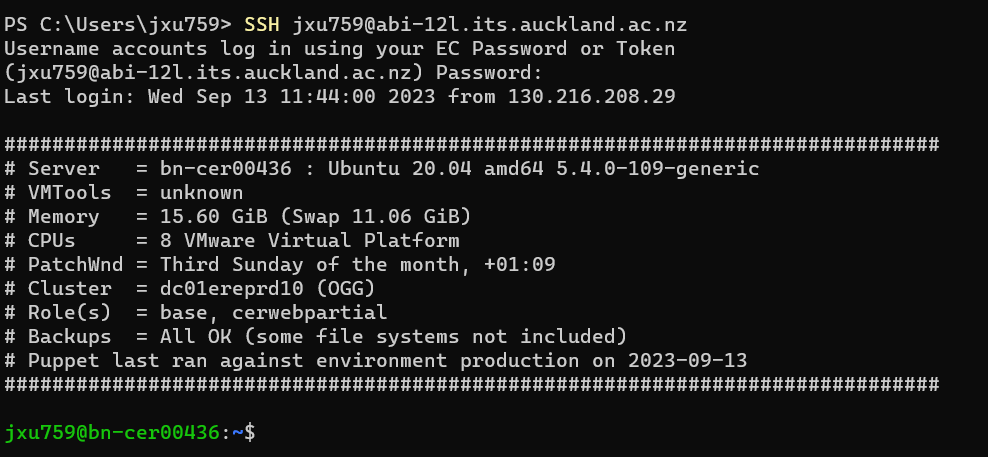 PS C:\Users\jxu759> SSH jxu759@abi-12l.its.auckland.ac.nz
Username accounts log in using your EC Password or Token
(jxu759@abi-12l.its.auckland.ac.nz) Password:
Last login: Wed Sep 13 11:44:00 2023 from 130.216.208.29
##############################################################################
# Server   = bn-cer00436 : Ubuntu 20.04 amd64 5.4.0-109-generic
# VMTools  = unknown
# Memory   = 15.60 GiB (Swap 11.06 GiB)
# CPUs     = 8 VMware Virtual Platform
# PatchWnd = Third Sunday of the month, +01:09
# Cluster  = dc01ereprd10 (OGG)
# Role(s)  = base, cerwebpartial
# Backups  = All OK (some file systems not included)
# Puppet last ran against environment production on 2023-09-13
##############################################################################
jxu759@bn-cer00436:~$